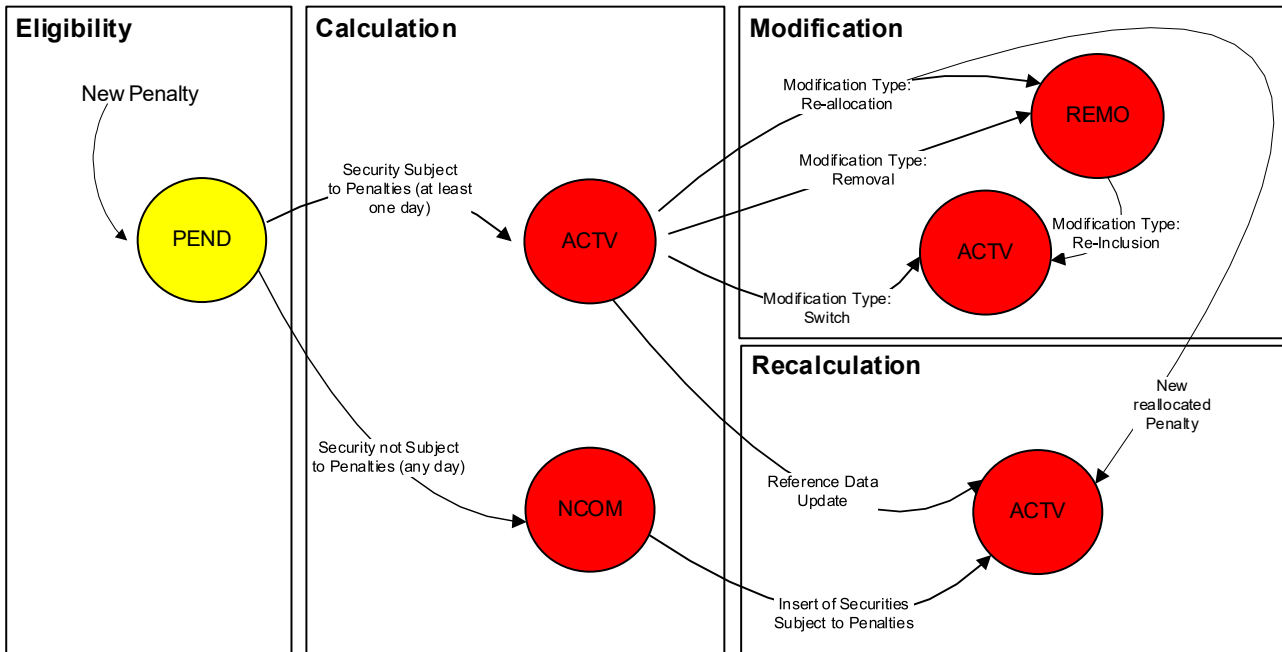 Eligibility
New Penalty
PEND
Calculation
Security Subject
to Penalties (at least
one day)
ACTV
Security not Subject
to Penalties (any day)
NCOM
Modification
Modification Type:
Re-allocation
REMO
Modification Type:
Removal
Modification Type:
Re-Inclusion
ACTV
Modification Type:
Switch
Recalculation
New
reallocated
Penalty
Reference Data
Update
ACTV
Insert of Securities
Subject to Penalties